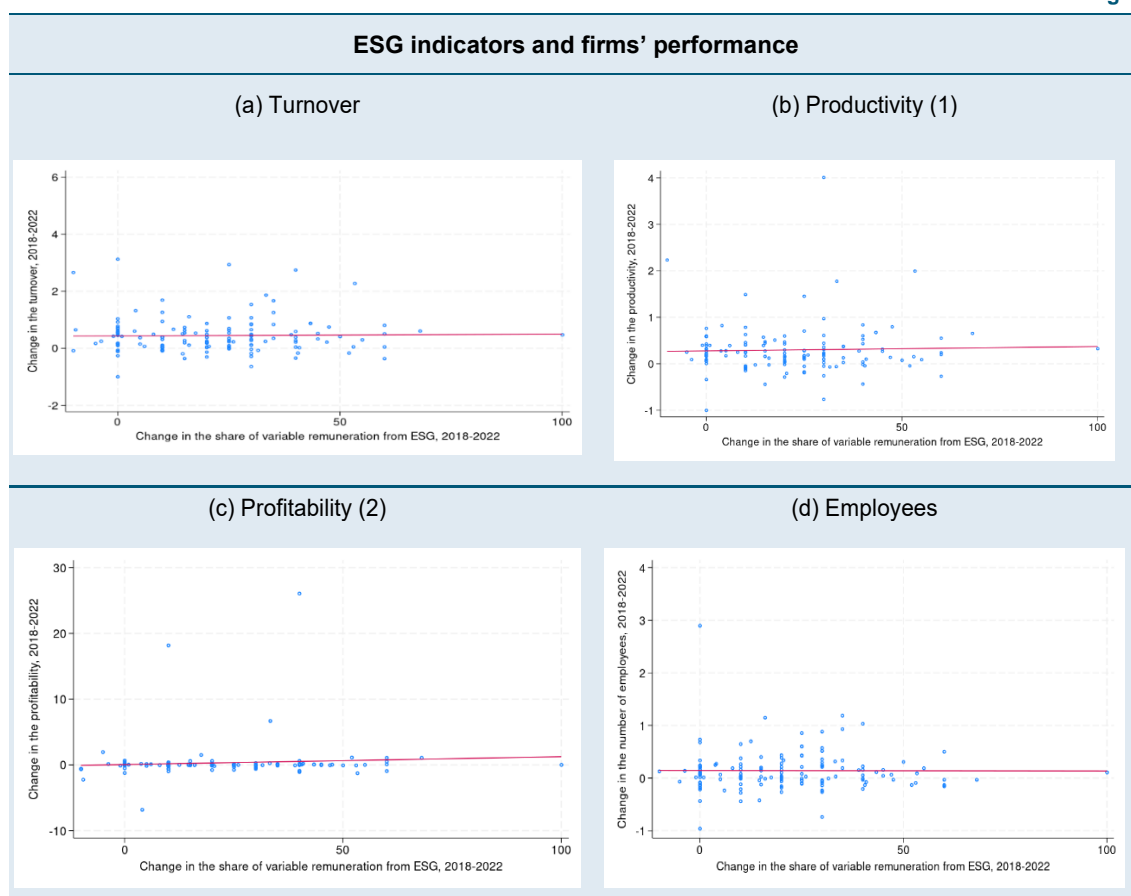 g
ESG indicators and firms' performance
(a) Turnover
(b) Productivity (1)
Change in the turnover, 2018-2022
6
4
2
0
-2
0
50
100
Change in the share of variable remuneration from ESG, 2018-2022
Change in the productivity, 2018-2022
4
3
2
1
0
-1
0
50
100
Change in the share of variable remuneration from ESG, 2018-2022
(c) Profitability (2)
(d) Employees
Change in the profitability, 2018-2022
30
20
10
0
-10
0
50
100
Change in the share of variable remuneration from ESG, 2018-2022
Change in the number of employees, 2018-2022
4
3
2
1
0
-1
0
50
100
Change in the share of variable remuneration from ESG, 2018-2022